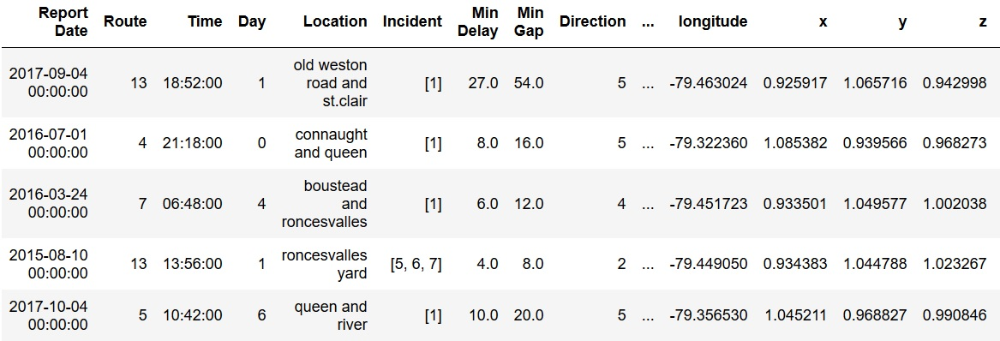 Report Date Route Time Day Location Incident Min Delay Min Gap Direction ... longitude x y z
2017-09-04 00:00:00 13 18:52:00 1 old weston road and st.clair [1] 27.0 54.0 5 ... -79.463024 0.925917 1.065716 0.942998
2016-07-01 00:00:00 4 21:18:00 0 connaught and queen [1] 8.0 16.0 5 ... -79.322360 1.085382 0.939566 0.968273
2016-03-24 00:00:00 7 06:48:00 4 boustead and roncesvalles [1] 6.0 12.0 4 ... -79.451723 0.933501 1.049577 1.002038
2015-08-10 00:00:00 13 13:56:00 1 roncesvalles yard [5, 6, 7] 4.0 8.0 2 ... -79.449050 0.934383 1.044788 1.023267
2017-10-04 00:00:00 5 10:42:00 6 queen and river [1] 10.0 20.0 5 ... -79.356530 1.045211 0.968827 0.990846